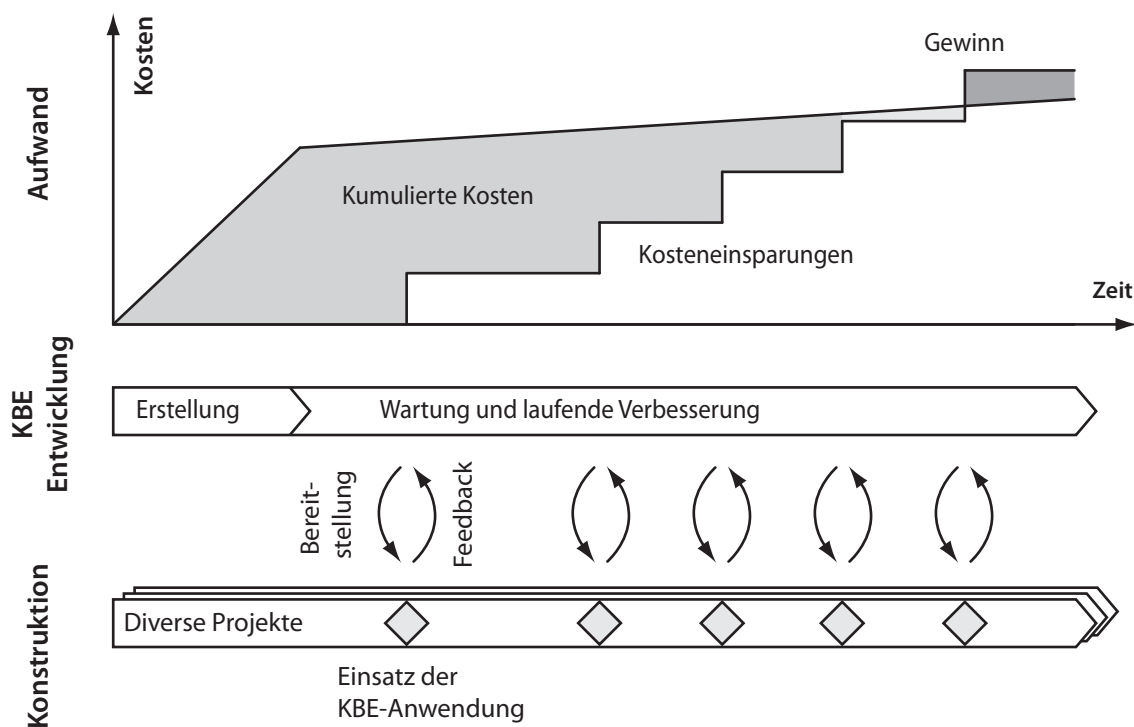 Aufwand
Kosten
Gewinn
Kumulierte Kosten
Kosteneinsparungen
Zeit
KBE
Entwicklung
Erstellung
Wartung und laufende Verbesserung
Bereit-
stellung
Feedback
Konstruktion
Diverse Projekte
Einsatz der
KBE-Anwendung